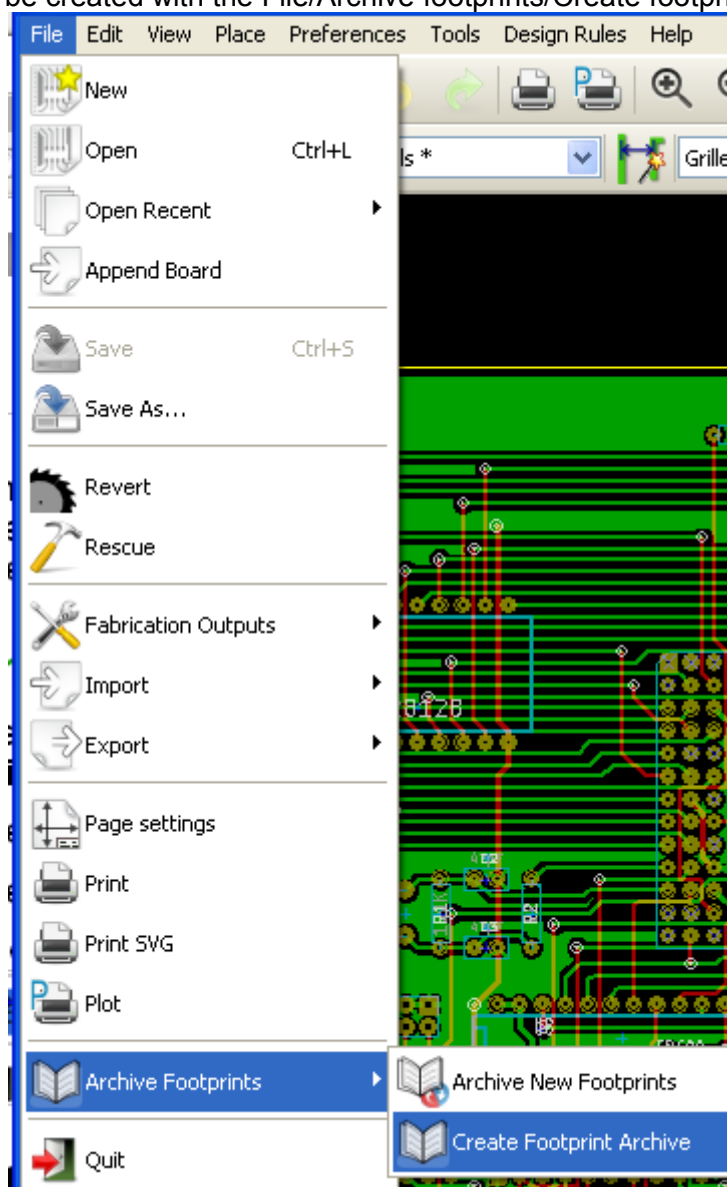 be created with the File/Archive footprints/Create footpr
File Edit View Place Preferences Tools Design Rules Help
New
ls * Grille
Open Ctrl+L
Open Recent
Append Board
Save Ctrl+S
Save As...
Revert
Rescue
Fabrication Outputs
Import
8128
Export
Page settings
Print
Print SVG
Plot
Archive Footprints
Archive New Footprints
Create Footprint Archive
Quit